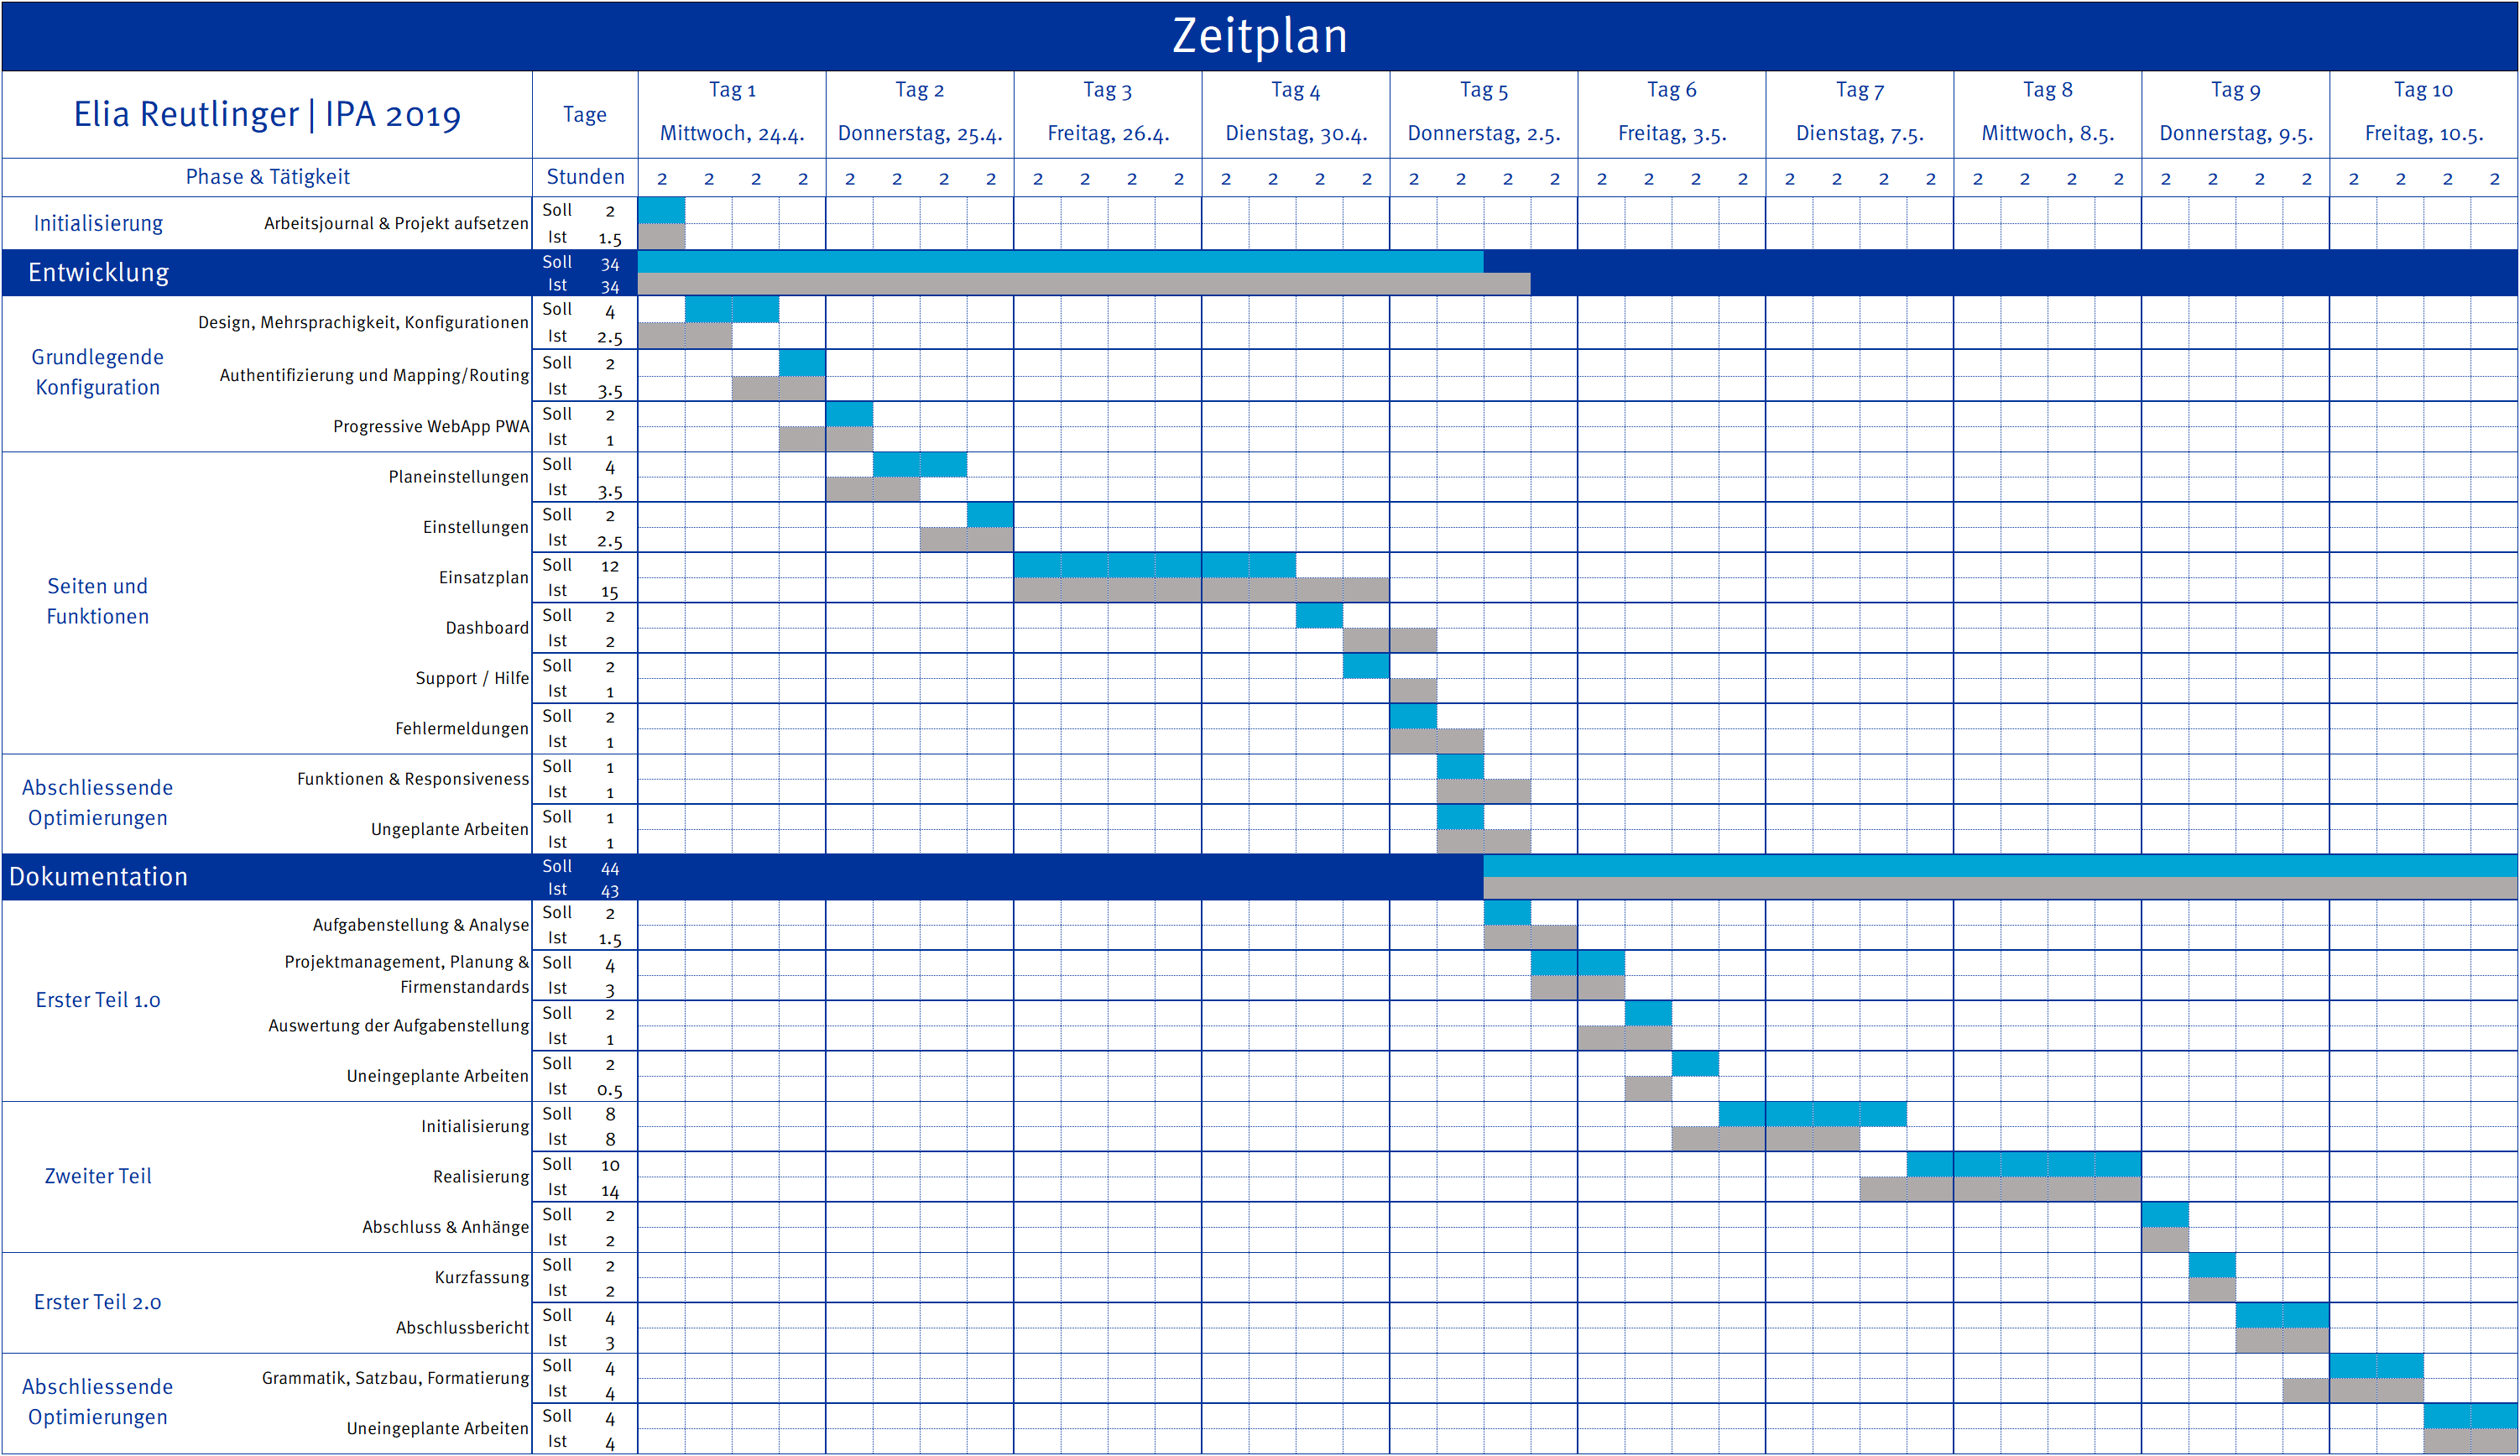 Zeitplan
Elia Reutlinger | IPA 2019
Tage
Tag 1 Tag 2 Tag 3 Tag 4 Tag 5 Tag 6 Tag 7 Tag 8 Tag 9 Tag 10
Mittwoch, 24.4. Donnerstag, 25.4. Freitag, 26.4. Dienstag, 30.4. Donnerstag, 2.5. Freitag, 3.5. Dienstag, 7.5. Mittwoch, 8.5. Donnerstag, 9.5. Freitag, 10.5.
Phase & Tätigkeit Stunden 2 2 2 2 2 2 2 2 2 2 2 2 2 2 2 2 2 2 2 2 2 2 2 2 2 2 2 2 2 2 2 2 2 2 2 2 2 2 2 2
Initialisierung
Arbeitsjournal & Projekt aufsetzen
Soll 2
Ist 1.5
Entwicklung
Soll 34
Ist 34
Grundlegende
Konfiguration
Design, Mehrsprachigkeit, Konfigurationen
Soll 4
Ist 2.5
Authentifizierung und Mapping/Routing
Soll 2
Ist 3.5
Progressive WebApp PWA
Soll 2
Ist 1
Seiten und
Funktionen
Planeinstellungen
Soll 4
Ist 3.5
Einstellungen
Soll 2
Ist 2.5
Einsatzplan
Soll 12
Ist 15
Dashboard
Soll 2
Ist 2
Support / Hilfe
Soll 2
Ist 1
Fehlermeldungen
Soll 2
Ist 1
Abschliessende
Optimierungen
Funktionen & Responsiveness
Soll 1
Ist 1
Ungeplante Arbeiten
Soll 1
Ist 1
Dokumentation
Soll 44
Ist 43
Erster Teil 1.0
Aufgabenstellung & Analyse
Soll 2
Ist 1.5
Projektmanagement, Planung &
Firmenstandards
Soll 4
Ist 3
Auswertung der Aufgabenstellung
Soll 2
Ist 1
Uneingeplante Arbeiten
Soll 2
Ist 0.5
Zweiter Teil
Initialisierung
Soll 8
Ist 8
Realisierung
Soll 10
Ist 14
Abschluss & Anhänge
Soll 2
Ist 2
Erster Teil 2.0
Kurzfassung
Soll 2
Ist 2
Abschlussbericht
Soll 4
Ist 3
Abschliessende
Optimierungen
Grammatik, Satzbau, Formatierung
Soll 4
Ist 4
Uneingeplante Arbeiten
Soll 4
Ist 4